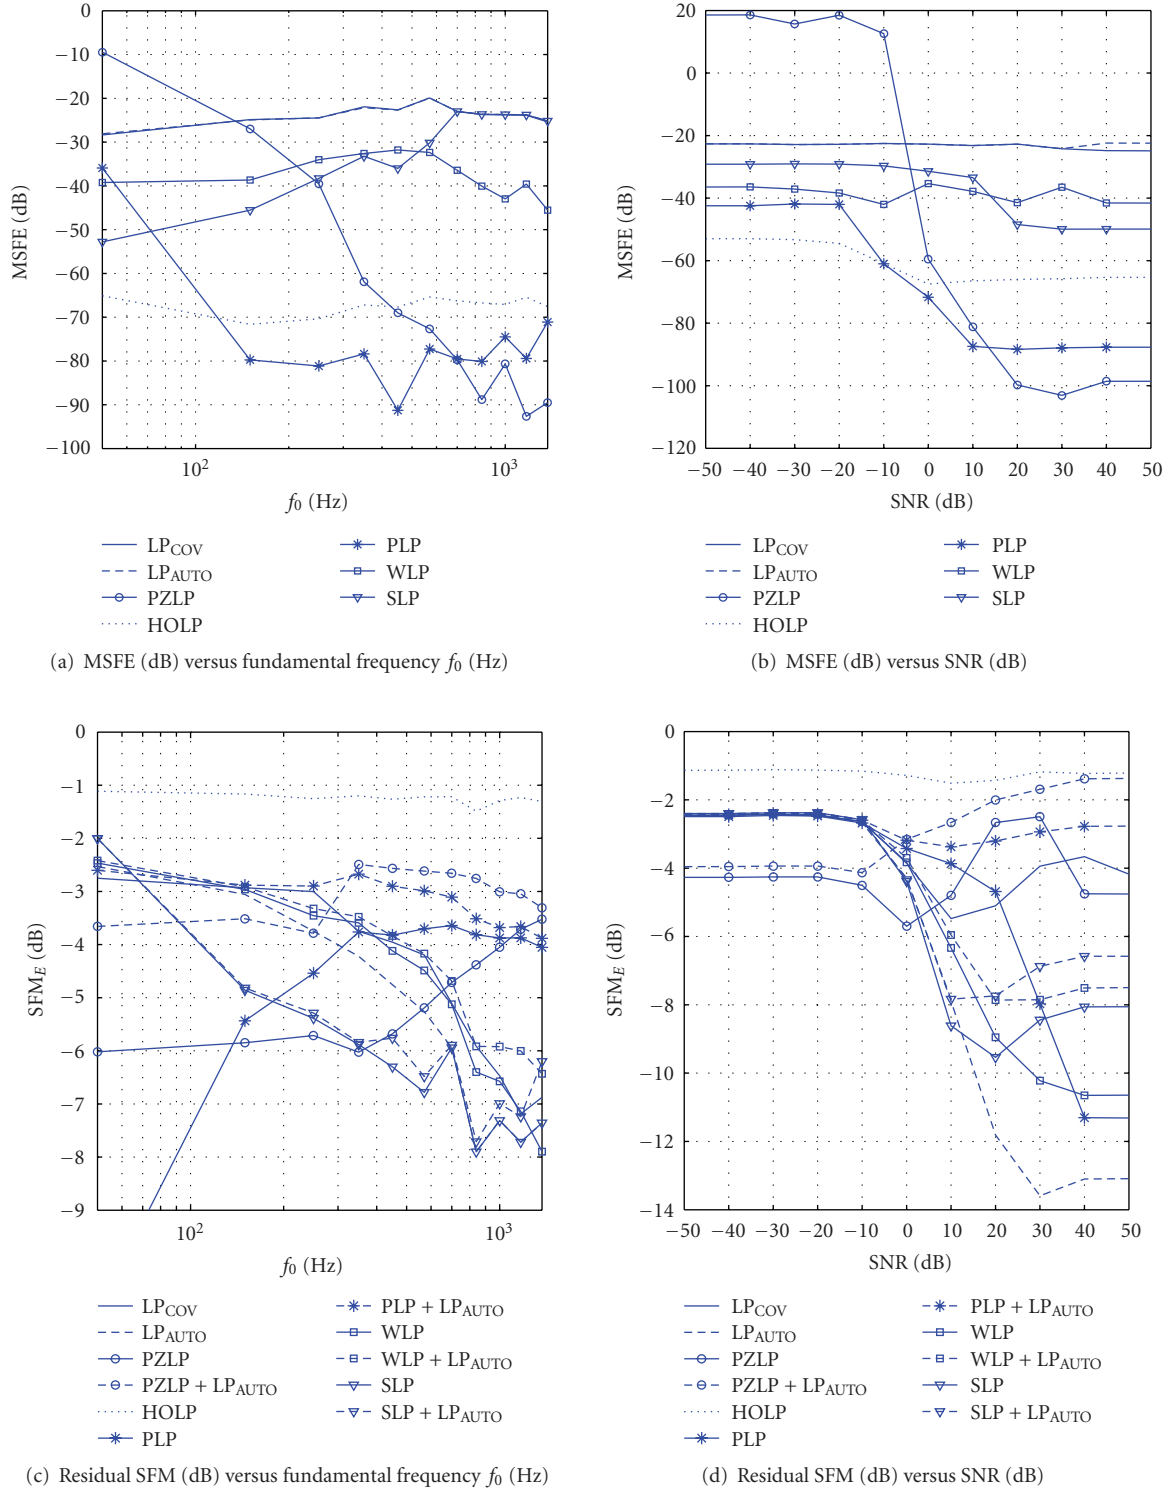 0
−10
−20
−30
−40
−50
−60
−70
−80
−90
−100
MSFE (dB)
10² 10³
f₀ (Hz)
LP_COV
LP_AUTO
PZLP
HOLP
PLP
WLP
SLP
(a) MSFE (dB) versus fundamental frequency f₀ (Hz)
20
0
−20
−40
−60
−80
−100
−120
MSFE (dB)
−50 −40 −30 −20 −10 0 10 20 30 40 50
SNR (dB)
LP_COV
LP_AUTO
PZLP
HOLP
PLP
WLP
SLP
(b) MSFE (dB) versus SNR (dB)
0
−1
−2
−3
−4
−5
−6
−7
−8
−9
SFM_E (dB)
10² 10³
f₀ (Hz)
LP_COV
LP_AUTO
PZLP
PZLP + LP_AUTO
HOLP
PLP
PLP + LP_AUTO
WLP
WLP + LP_AUTO
SLP
SLP + LP_AUTO
(c) Residual SFM (dB) versus fundamental frequency f₀ (Hz)
0
−2
−4
−6
−8
−10
−12
−14
SFM_E (dB)
−50 −40 −30 −20 −10 0 10 20 30 40 50
SNR (dB)
LP_COV
LP_AUTO
PZLP
PZLP + LP_AUTO
HOLP
PLP
PLP + LP_AUTO
WLP
WLP + LP_AUTO
SLP
SLP + LP_AUTO
(d) Residual SFM (dB) versus SNR (dB)